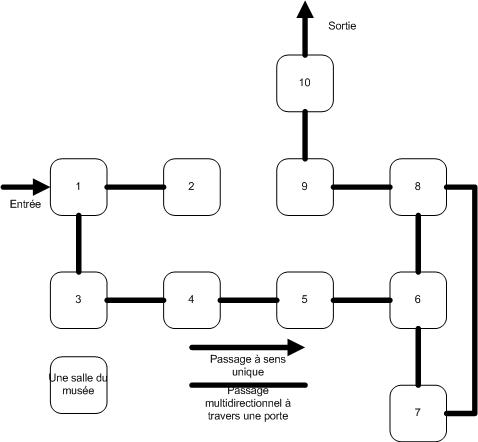 Sortie
10
1
2
9
8
Entrée
3
4
5
6
Passage à sens
unique
Une salle du
musée
Passage
multidirectionnel à
travers une porte
7